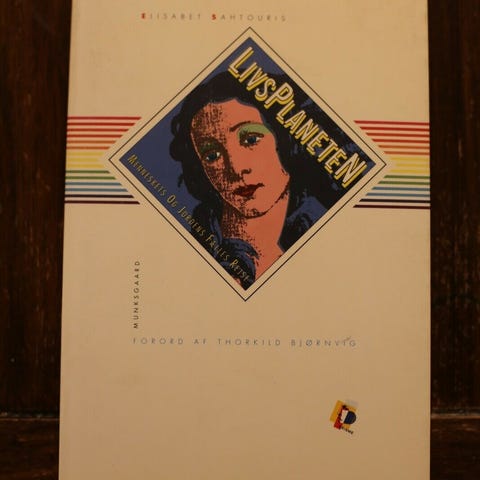 ELISABET SAHTOURIS
LIVSPLANETEN
MENNESKETS OG JORDENS FÆLLES REJSE
MUNKSGAARD
FORORD AF THORKILD BJØRNVIG